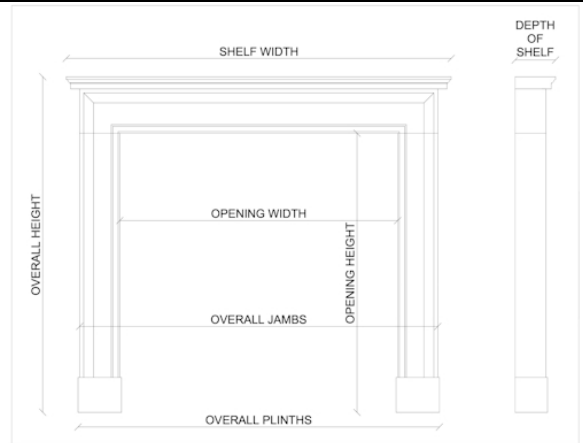 DEPTH
OF
SHELF
SHELF WIDTH
OVERALL HEIGHT
OPENING WIDTH
OPENING HEIGHT
OVERALL JAMBS
OVERALL PLINTHS